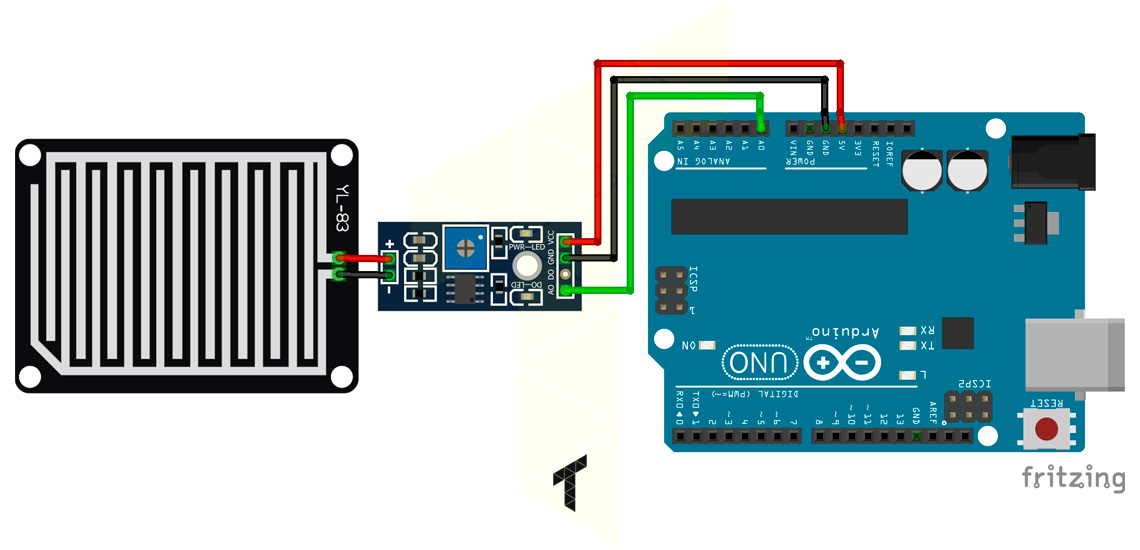 YL-83
+
-
PWR-LED
DO-LED
VCC
GND
DO
AO
A5
A4
A3
A2
A1
A0
ANALOG IN
VIN
GND
GND
5V
3V3
RESET
IOREF
POWER
ICSP
1
ON
UNO
Arduino
TM
RX
TX
L
ICSP2
RESET
DIGITAL (PWM=~)
RX0◄0
TX0►1
2
~3
4
~5
~6
7
8
~9
~10
~11
12
13
GND
AREF
fritzing